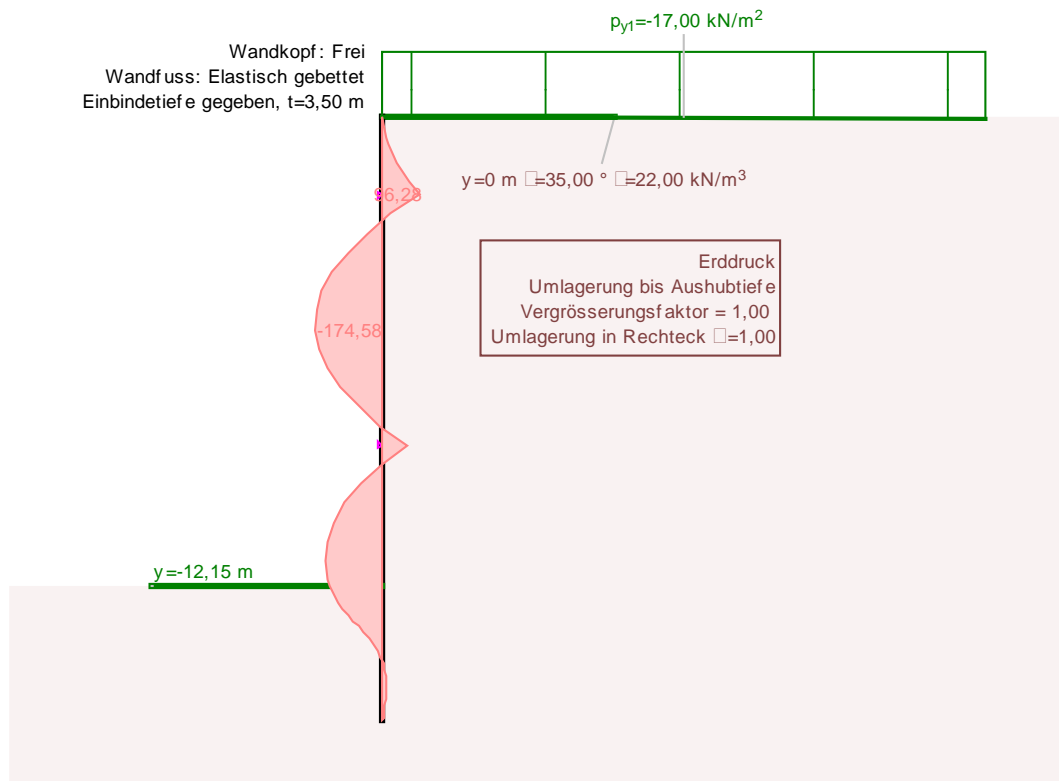 p_y1=-17,00 kN/m²
Wandkopf: Frei
Wandfuss: Elastisch gebettet
Einbindetiefe gegeben, t=3,50 m
y=0 m □=35,00 ° □=22,00 kN/m³
96,28
Erddruck
Umlagerung bis Aushubtiefe
Vergrösserungsfaktor = 1,00
Umlagerung in Rechteck □=1,00
-174,58
y=-12,15 m